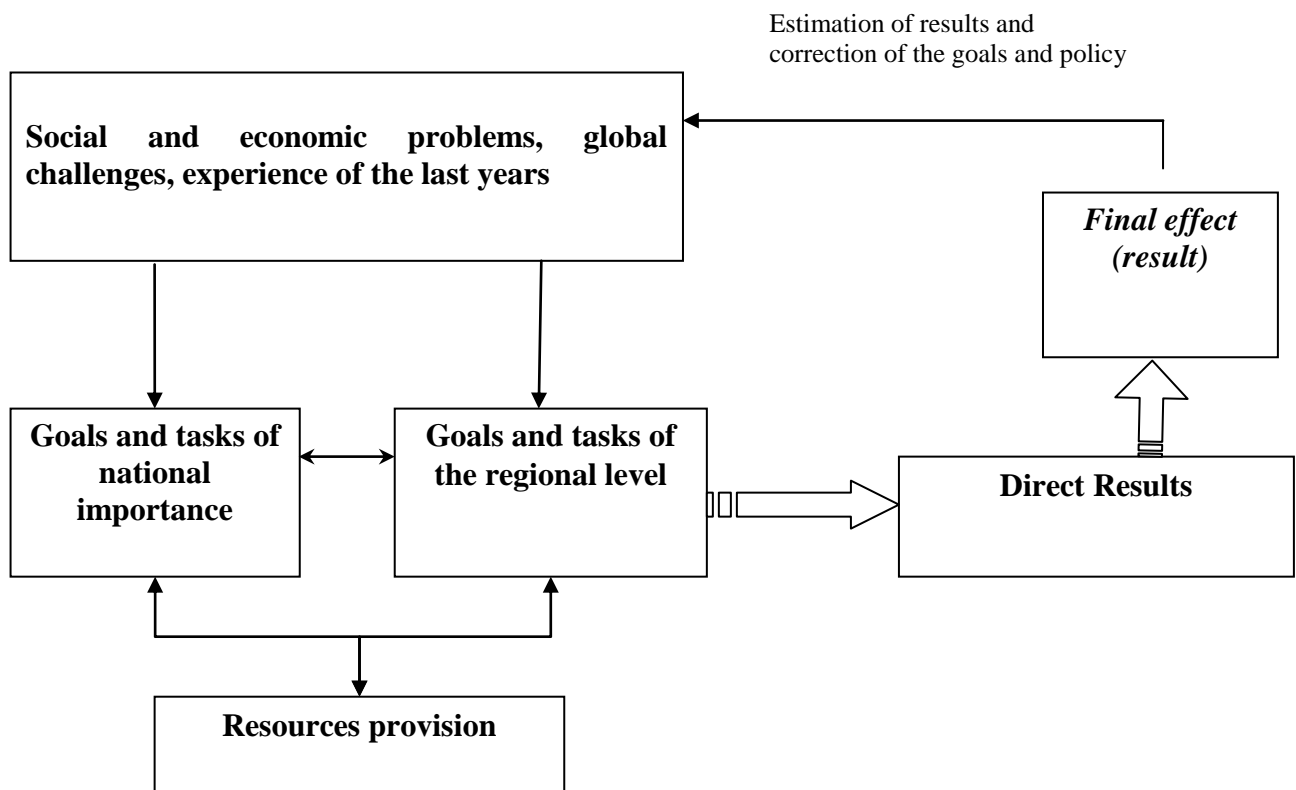 Estimation of results and
correction of the goals and policy
Social and economic problems, global
challenges, experience of the last years
Final effect
(result)
Goals and tasks of
national
importance
Goals and tasks of
the regional level
Direct Results
Resources provision